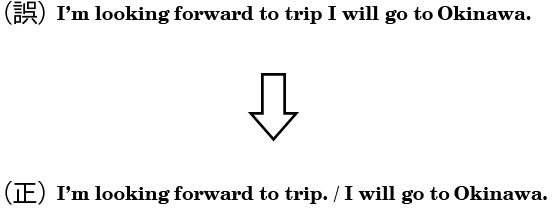 （誤）I’m looking forward to trip I will go to Okinawa.
（正）I’m looking forward to trip. / I will go to Okinawa.